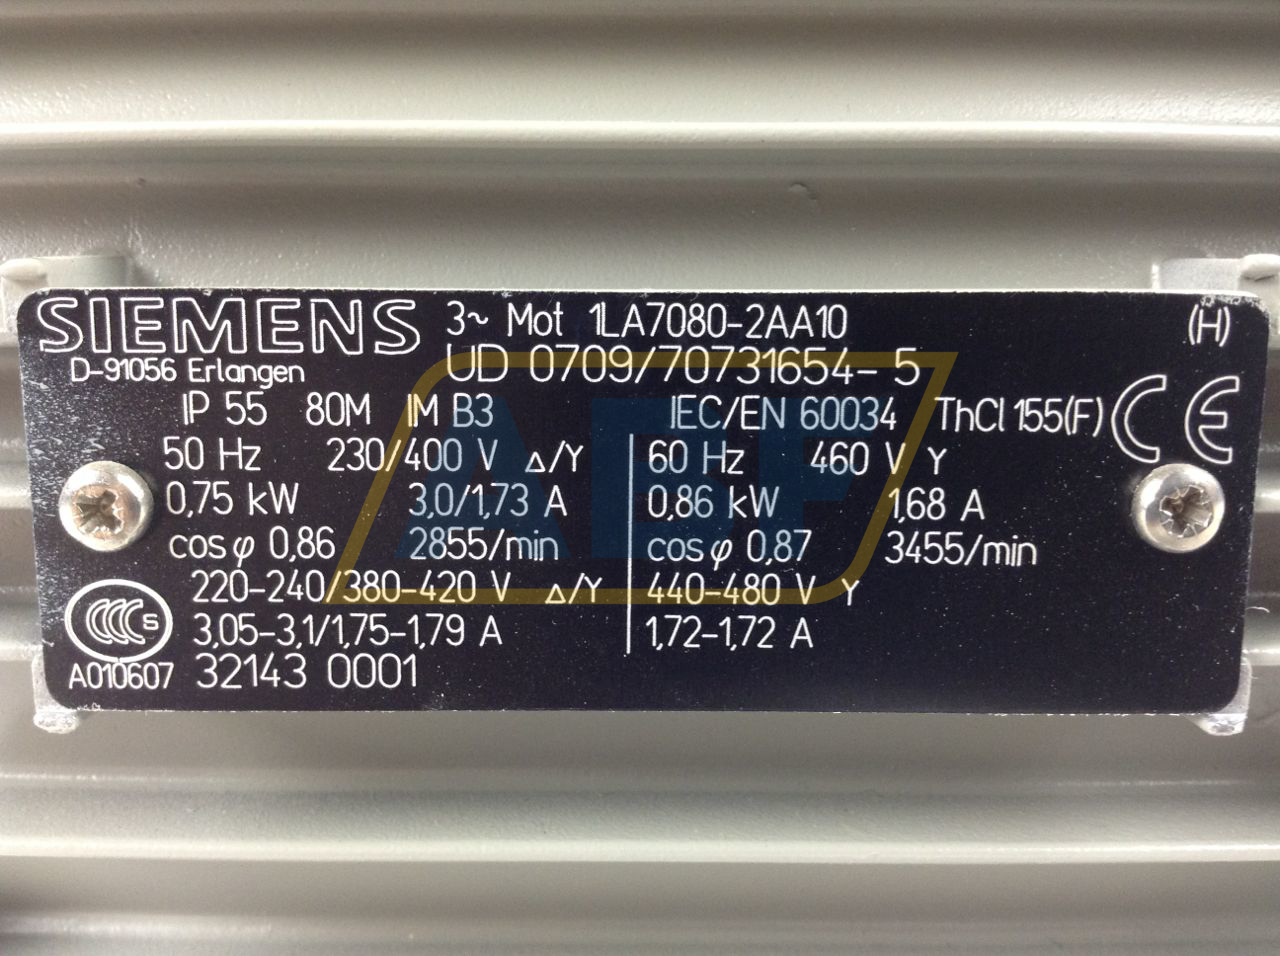 SIEMENS 3~ Mot 1LA7080-2AA10 (H)
D-91056 Erlangen UD 0709/70731654-5
IP 55 80M IM B3 IEC/EN 60034 ThCl 155(F) CE
50 Hz 230/400 V Δ/Y 60 Hz 460 V Y
0,75 kW 3,0/1,73 A 0,86 kW 1,68 A
cos φ 0,86 2855/min cos φ 0,87 3455/min
220-240/380-420 V Δ/Y 440-480 V Y
3,05-3,1/1,75-1,79 A 1,72-1,72 A
CCC S
A010607 32143 0001
ABF